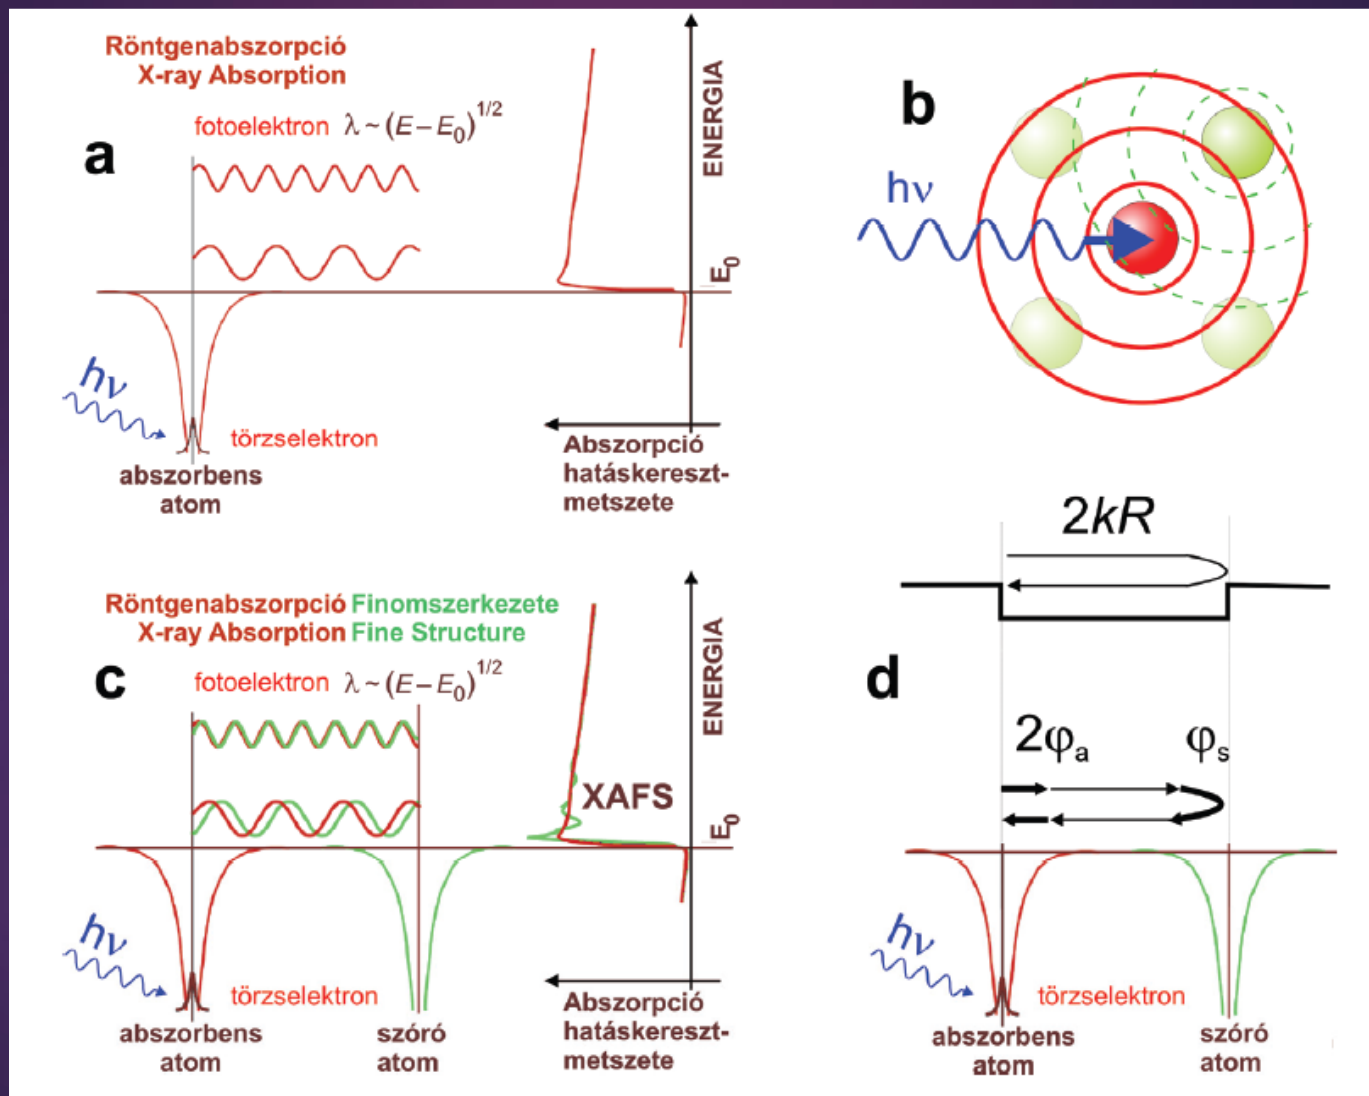 Röntgenabszorpció
X-ray Absorption
a
fotoelektron λ ~ (E – E₀)^1/2
ENERGIA
E₀
hν
törzselektron
abszorbens
atom
Abszorpció
hatáskereszt-
metszete
b
hν
Röntgenabszorpció Finomszerkezete
X-ray Absorption Fine Structure
c
fotoelektron λ ~ (E – E₀)^1/2
ENERGIA
XAFS
E₀
hν
törzselektron
abszorbens
atom
szóró
atom
Abszorpció
hatáskereszt-
metszete
2kR
d
2φₐ
φₛ
hν
törzselektron
abszorbens
atom
szóró
atom